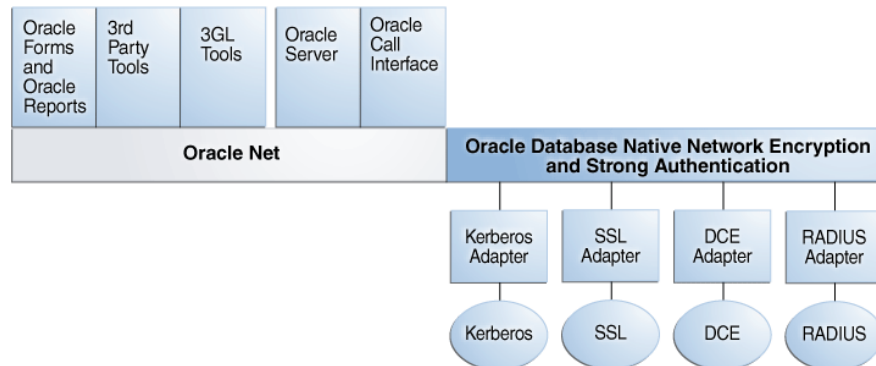 Oracle
Forms
and
Oracle
Reports
3rd
Party
Tools
3GL
Tools
Oracle
Server
Oracle
Call
Interface
Oracle Net
Oracle Database Native Network Encryption
and Strong Authentication
Kerberos
Adapter
SSL
Adapter
DCE
Adapter
RADIUS
Adapter
Kerberos
SSL
DCE
RADIUS